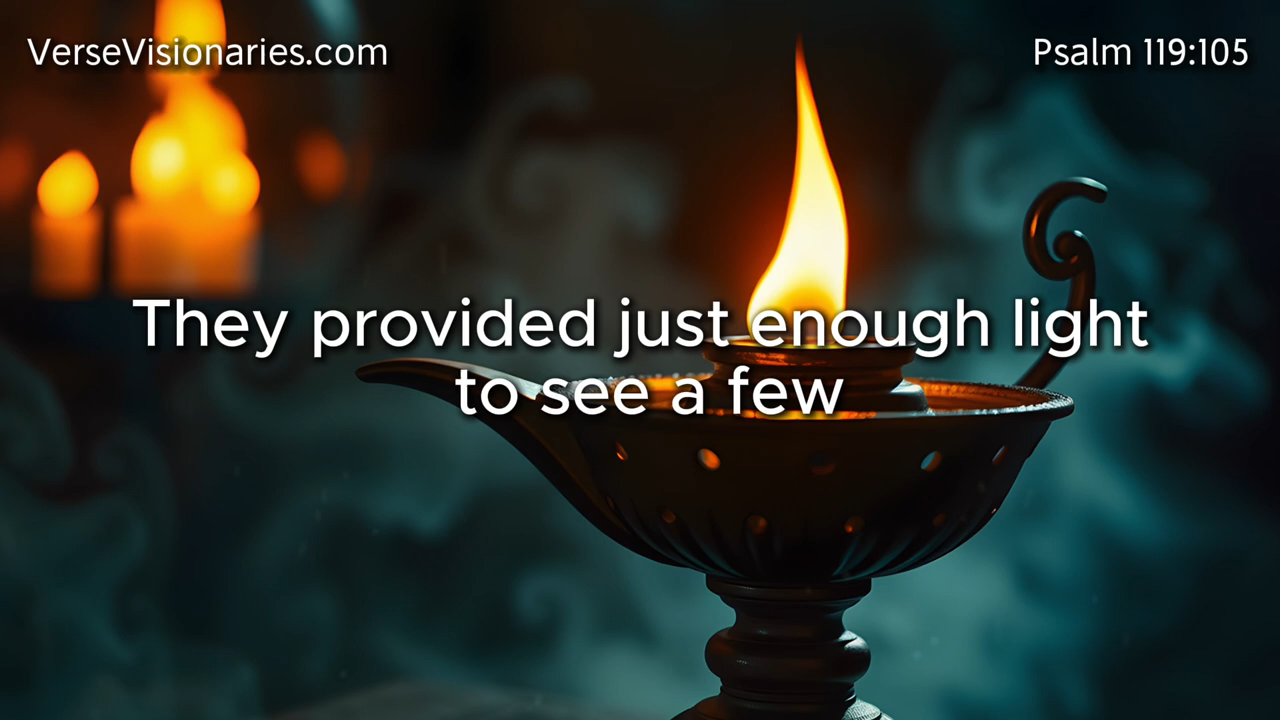 VerseVisionaries.com
Psalm 119:105
They provided just enough light
to see a few